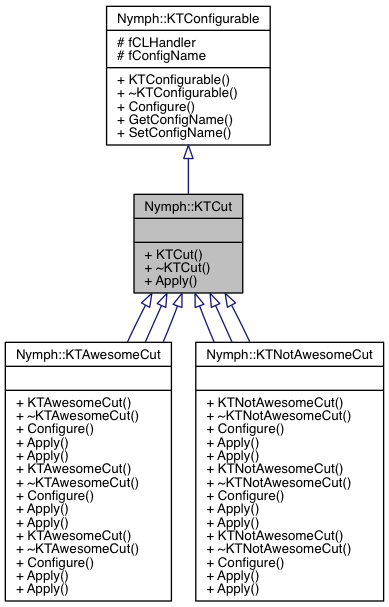 Nymph::KTConfigurable
# fCLHandler
# fConfigName
+ KTConfigurable()
+ ~KTConfigurable()
+ Configure()
+ GetConfigName()
+ SetConfigName()
Nymph::KTCut
+ KTCut()
+ ~KTCut()
+ Apply()
Nymph::KTAwesomeCut
+ KTAwesomeCut()
+ ~KTAwesomeCut()
+ Configure()
+ Apply()
+ Apply()
+ KTAwesomeCut()
+ ~KTAwesomeCut()
+ Configure()
+ Apply()
+ Apply()
+ KTAwesomeCut()
+ ~KTAwesomeCut()
+ Configure()
+ Apply()
+ Apply()
Nymph::KTNotAwesomeCut
+ KTNotAwesomeCut()
+ ~KTNotAwesomeCut()
+ Configure()
+ Apply()
+ Apply()
+ KTNotAwesomeCut()
+ ~KTNotAwesomeCut()
+ Configure()
+ Apply()
+ Apply()
+ KTNotAwesomeCut()
+ ~KTNotAwesomeCut()
+ Configure()
+ Apply()
+ Apply()